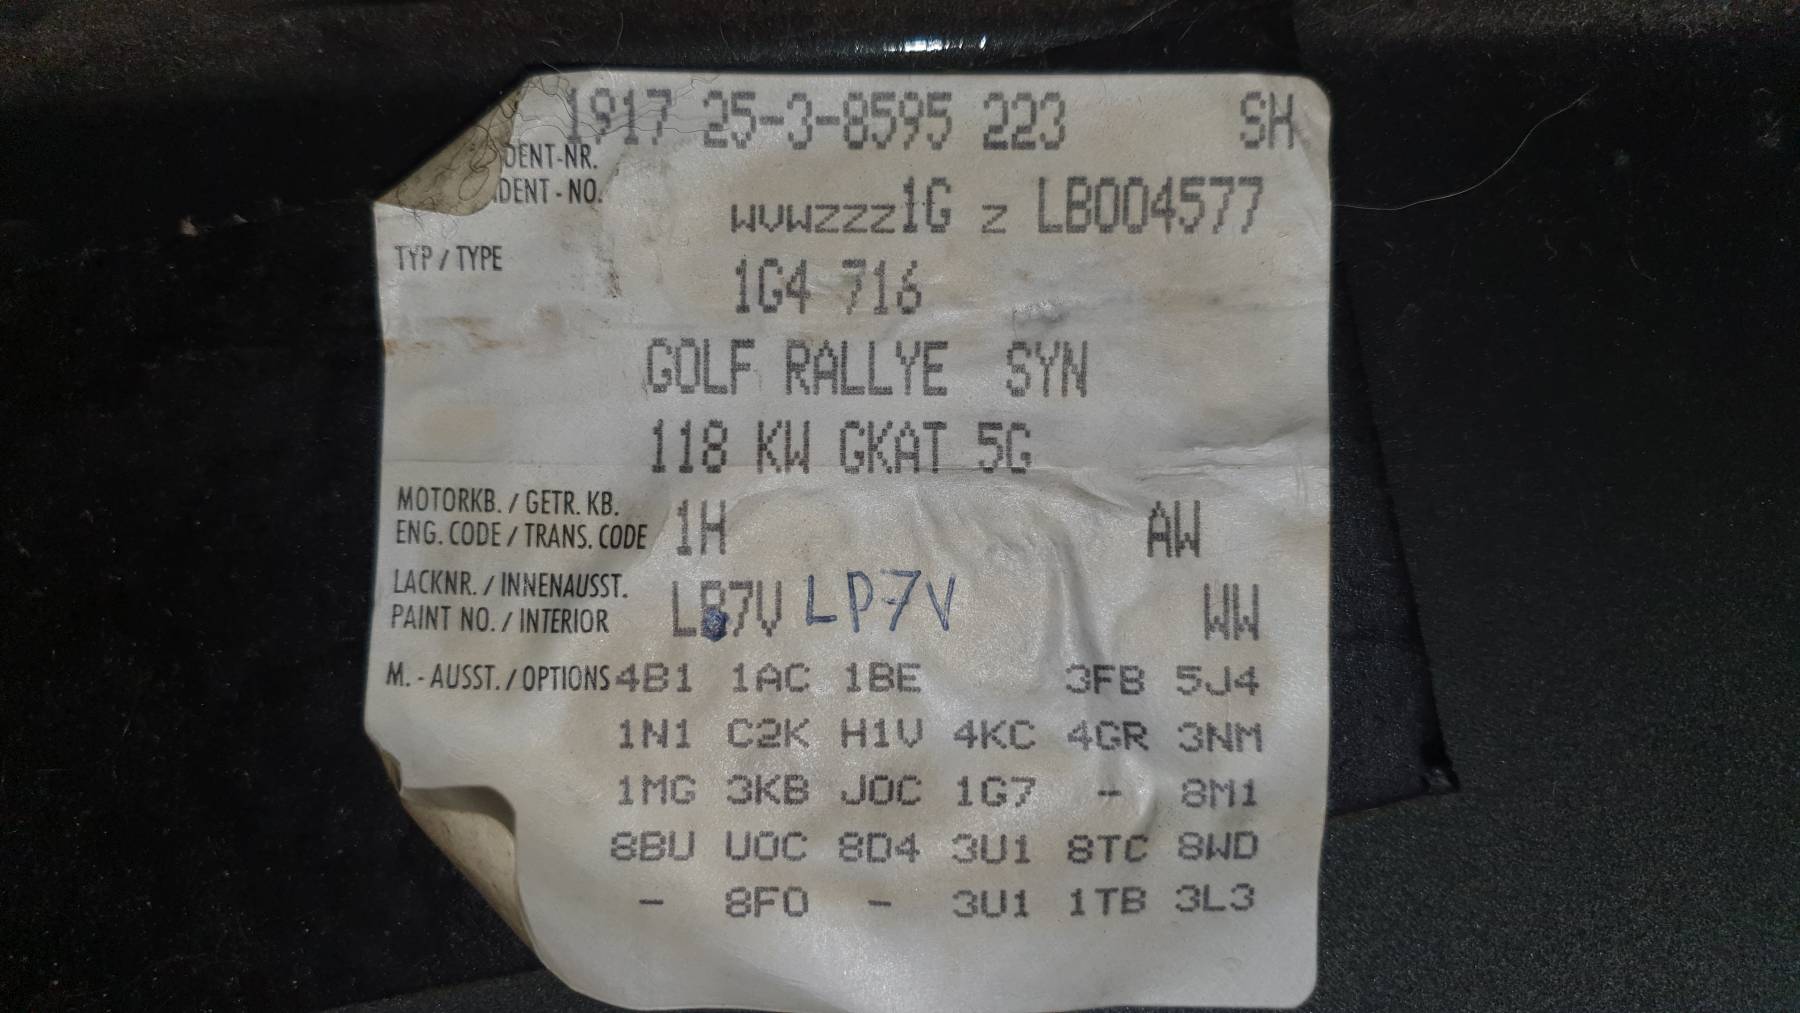 1917 25-3-8595 223 SH
DENT-NR.
DENT-NO. WVWZZZ1G Z LB004577
TYP / TYPE 1G4 716
GOLF RALLYE SYN
118 KW GKAT 5G
MOTORKB. / GETR. KB.
ENG. CODE / TRANS. CODE 1H AW
LACKNR. / INNENAUSST.
PAINT NO. / INTERIOR LB7V LP7V WW
M. - AUSST. / OPTIONS 4B1 1AC 1BE 3FB 5J4
1N1 C2K H1V 4KC 4GR 3NM
1MG 3KB J0C 1G7 - 8M1
8BU U0C 8D4 3U1 8TC 8WD
- 8F0 - 3U1 1TB 3L3